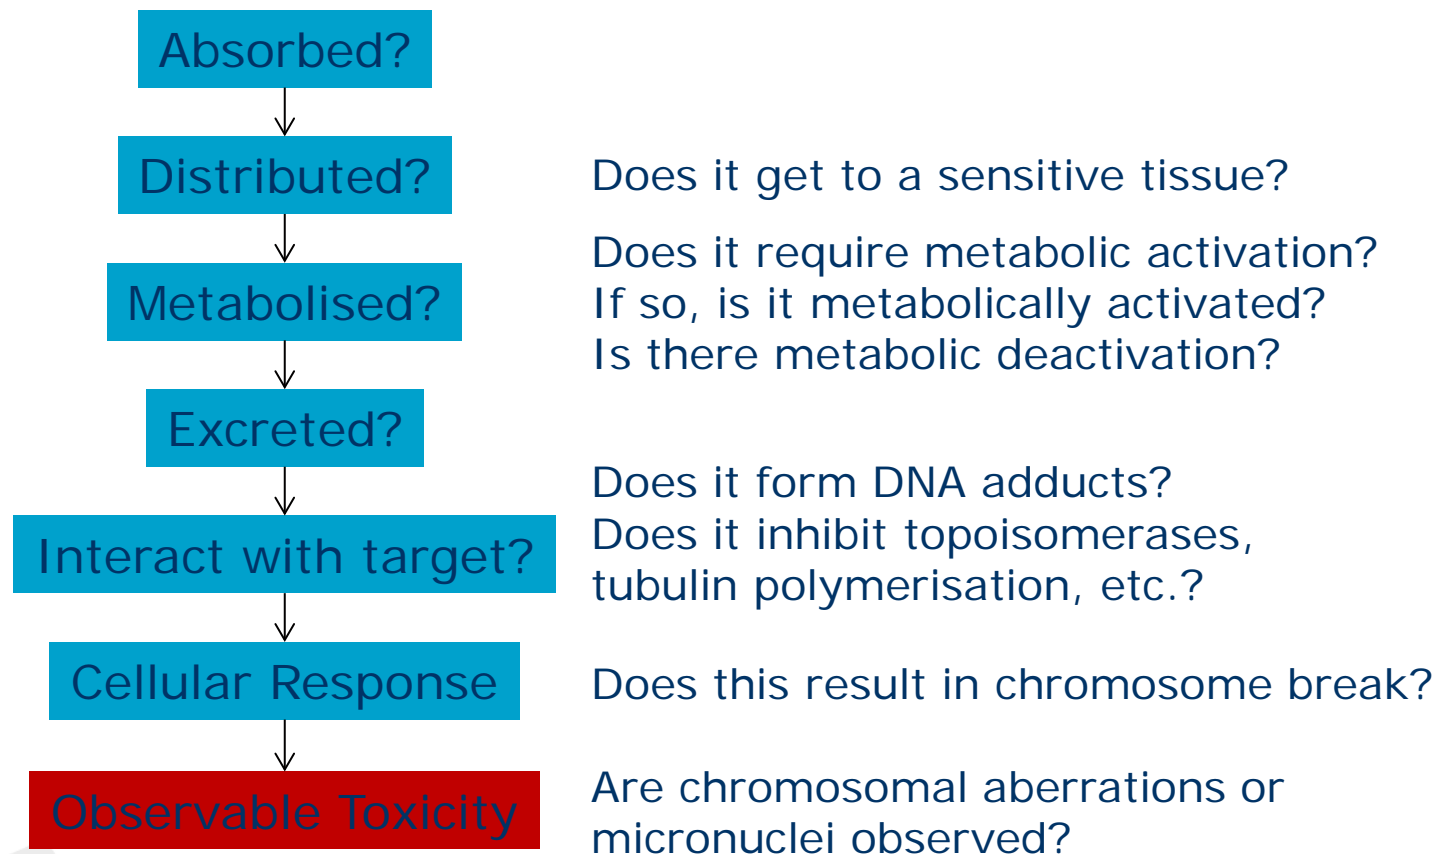 Absorbed?
Distributed?
Does it get to a sensitive tissue?
Metabolised?
Does it require metabolic activation?
If so, is it metabolically activated?
Is there metabolic deactivation?
Excreted?
Interact with target?
Does it form DNA adducts?
Does it inhibit topoisomerases,
tubulin polymerisation, etc.?
Cellular Response
Does this result in chromosome break?
Observable Toxicity
Are chromosomal aberrations or
micronuclei observed?